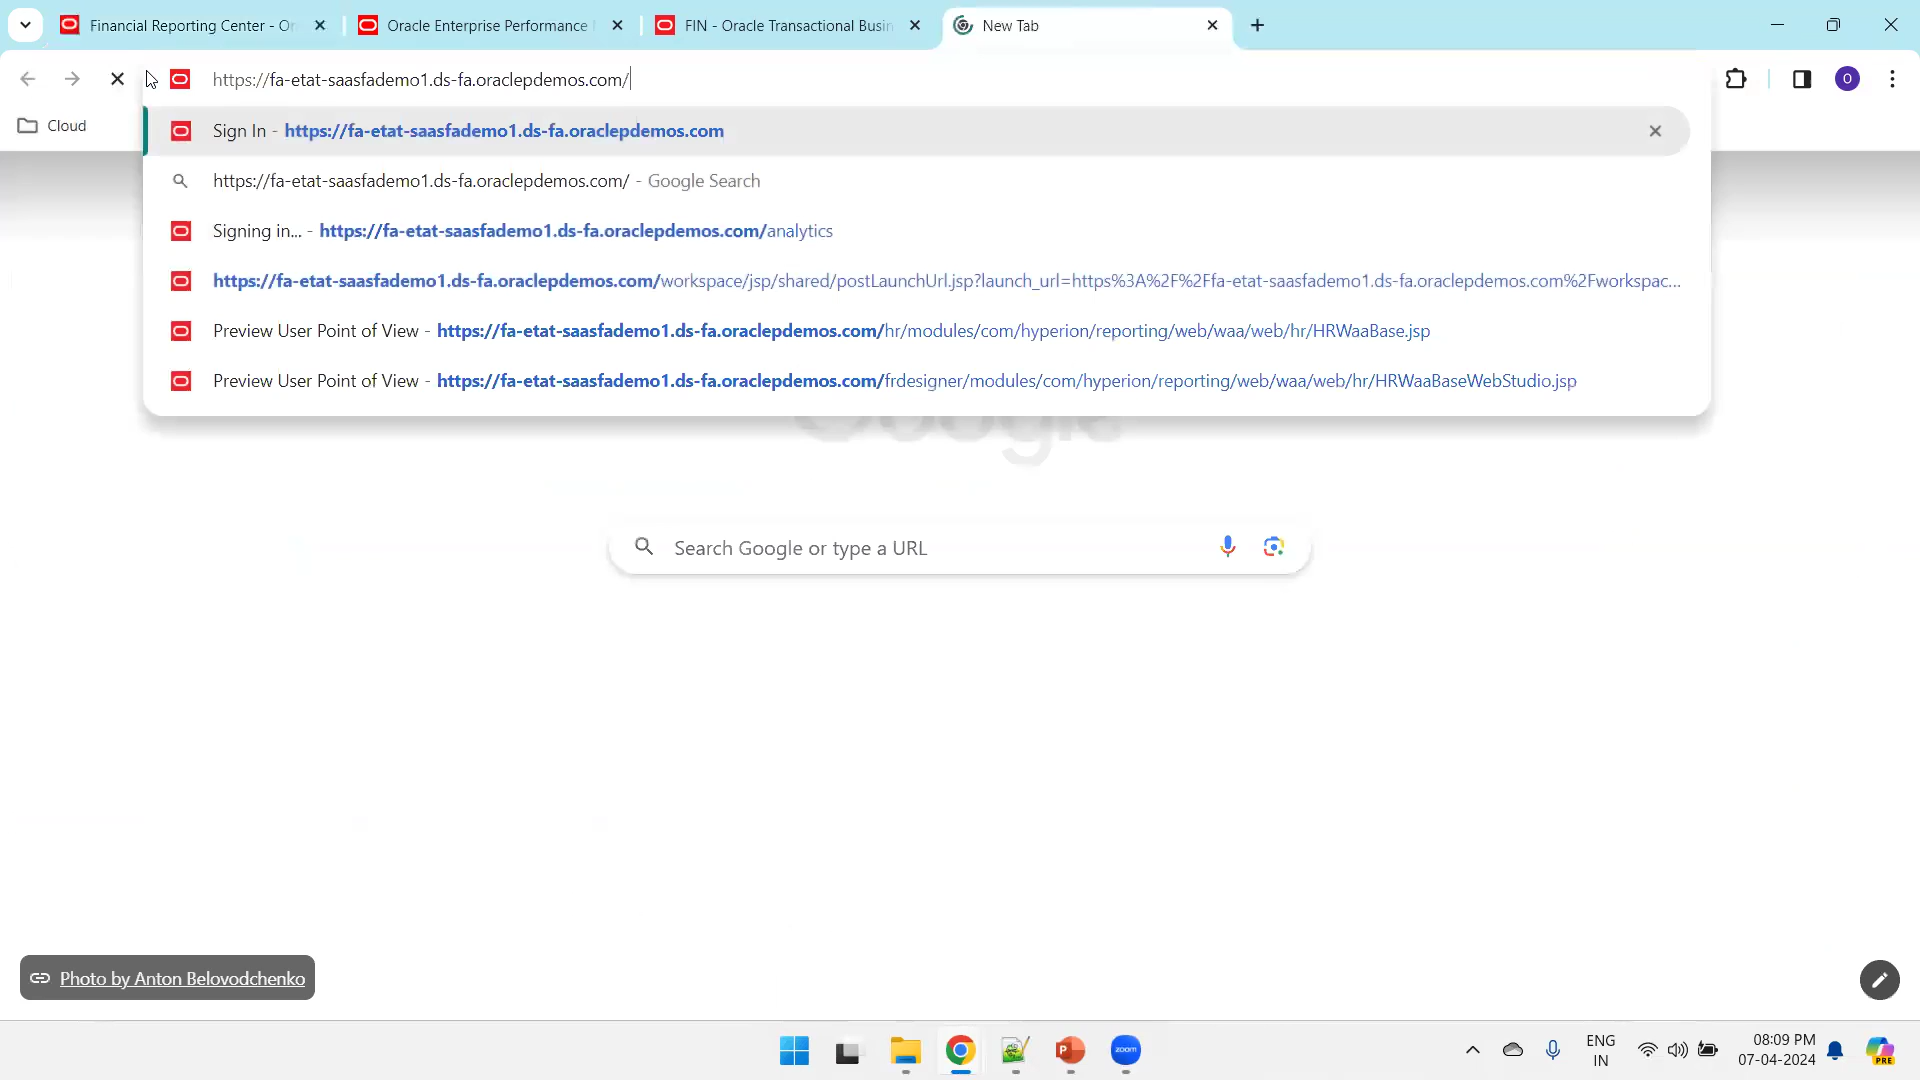 Financial Reporting Center - Or
Oracle Enterprise Performance
FIN - Oracle Transactional Busin
New Tab
https://fa-etat-saasfademo1.ds-fa.oraclepdemos.com/
O
Cloud
Sign In - https://fa-etat-saasfademo1.ds-fa.oraclepdemos.com
https://fa-etat-saasfademo1.ds-fa.oraclepdemos.com/ - Google Search
Signing in... - https://fa-etat-saasfademo1.ds-fa.oraclepdemos.com/analytics
https://fa-etat-saasfademo1.ds-fa.oraclepdemos.com/workspace/jsp/shared/postLaunchUrl.jsp?launch_url=https%3A%2F%2Ffa-etat-saasfademo1.ds-fa.oraclepdemos.com%2Fworkspac...
Preview User Point of View - https://fa-etat-saasfademo1.ds-fa.oraclepdemos.com/hr/modules/com/hyperion/reporting/web/waa/web/hr/HRWaaBase.jsp
Preview User Point of View - https://fa-etat-saasfademo1.ds-fa.oraclepdemos.com/frdesigner/modules/com/hyperion/reporting/web/waa/web/hr/HRWaaBaseWebStudio.jsp
Google
Search Google or type a URL
Photo by Anton Belovodchenko
zoom
ENG
IN
08:09 PM
07-04-2024
PRE